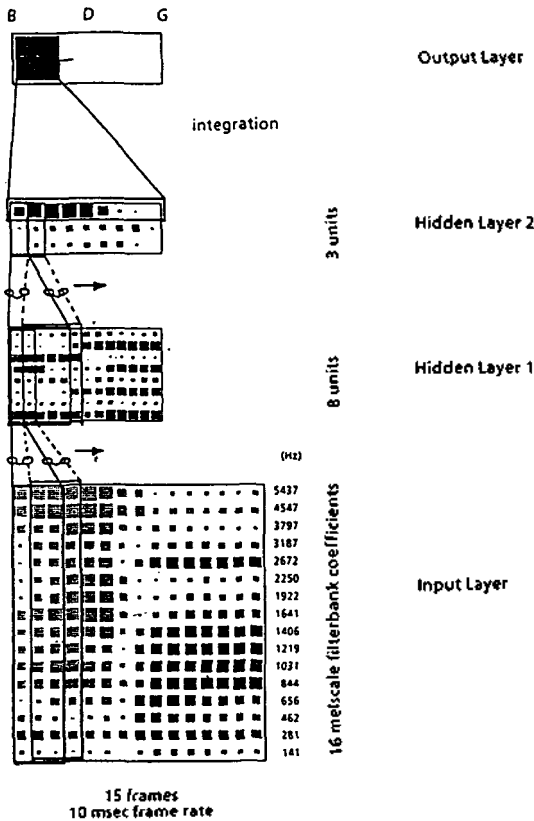 B D G
Output Layer
integration
3 units
Hidden Layer 2
8 units
Hidden Layer 1
(Hz)
5437
4547
3797
3187
2672
2250
1922
1641
1406
1219
1031
844
656
462
281
141
16 melscale filterbank coefficients
Input Layer
15 frames
10 msec frame rate